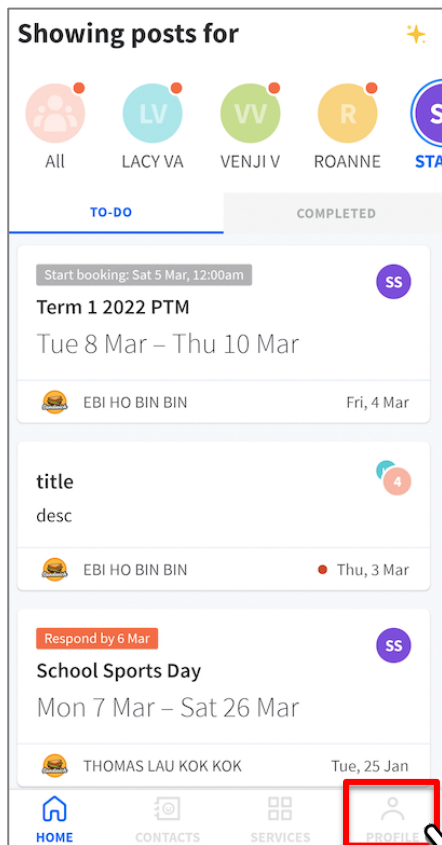 Showing posts for
LV
VV
R
S
All
LACY VA
VENJI V
ROANNE
STA
TO-DO
COMPLETED
Start booking: Sat 5 Mar, 12:00am
SS
Term 1 2022 PTM
Tue 8 Mar – Thu 10 Mar
EBI HO BIN BIN
Fri, 4 Mar
title
4
desc
EBI HO BIN BIN
Thu, 3 Mar
Respond by 6 Mar
SS
School Sports Day
Mon 7 Mar – Sat 26 Mar
THOMAS LAU KOK KOK
Tue, 25 Jan
HOME
CONTACTS
SERVICES
PROFILE